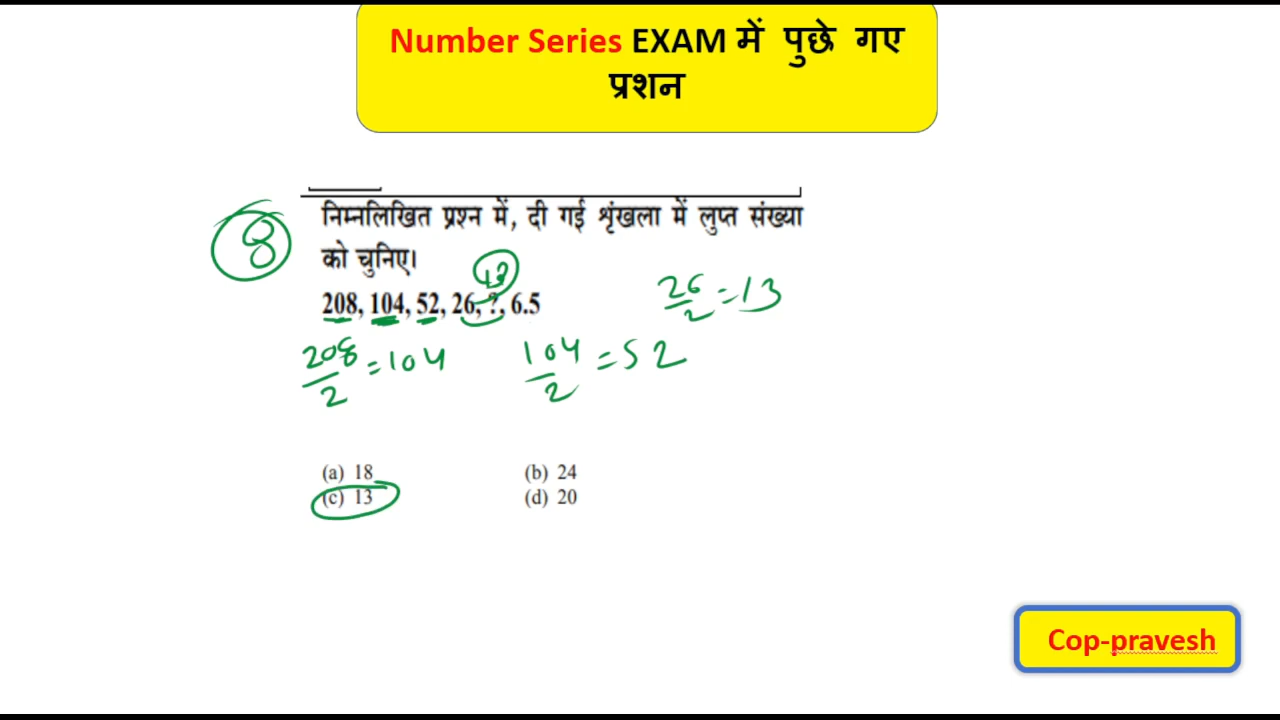 Number Series EXAM में पुछे गए
प्रशन
8
निम्नलिखित प्रश्न में, दी गई शृंखला में लुप्त संख्या
को चुनिए।
13
208, 104, 52, 26, ?, 6.5
26/2 = 13
208/2 = 104
104/2 = 52
(a) 18 (b) 24
(c) 13 (d) 20
Cop-pravesh